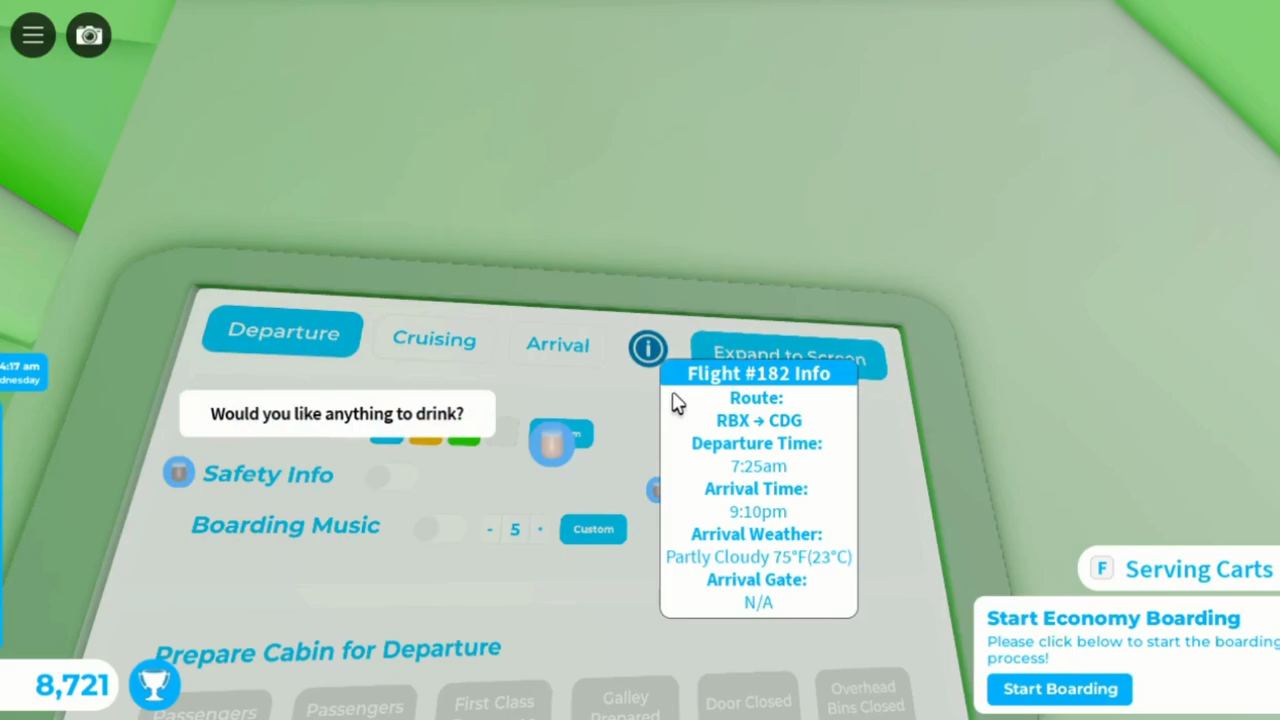 Departure
Cruising
Arrival
Expand to Screen
Flight #182 Info
Route:
RBX → CDG
Departure Time:
7:25am
Arrival Time:
9:10pm
Arrival Weather:
Partly Cloudy 75°F(23°C)
Arrival Gate:
N/A
4:17 am
Would you like anything to drink?
Safety Info
Boarding Music
- 5 +
Custom
F Serving Carts
Start Economy Boarding
Please click below to start the boarding
process!
Start Boarding
Prepare Cabin for Departure
8,721
Passengers
Passengers
First Class
Galley
Prepared
Door Closed
Overhead
Bins Closed